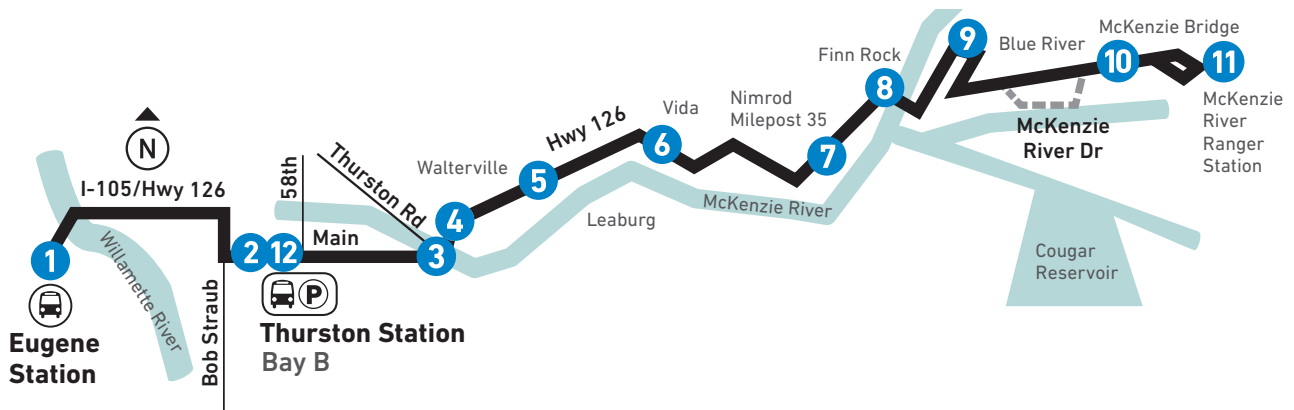 McKenzie Bridge
9
Blue River
10
11
Finn Rock
8
McKenzie
River
Ranger
Station
McKenzie
River Dr
Vida
Nimrod
Milepost 35
7
6
Hwy 126
Walterville
5
N
I-105/Hwy 126
58th
Thurston Rd
4
Leaburg
McKenzie River
Cougar
Reservoir
1
Willamette River
2
12
Main
3
P
Bob Straub
Eugene
Station
Thurston Station
Bay B